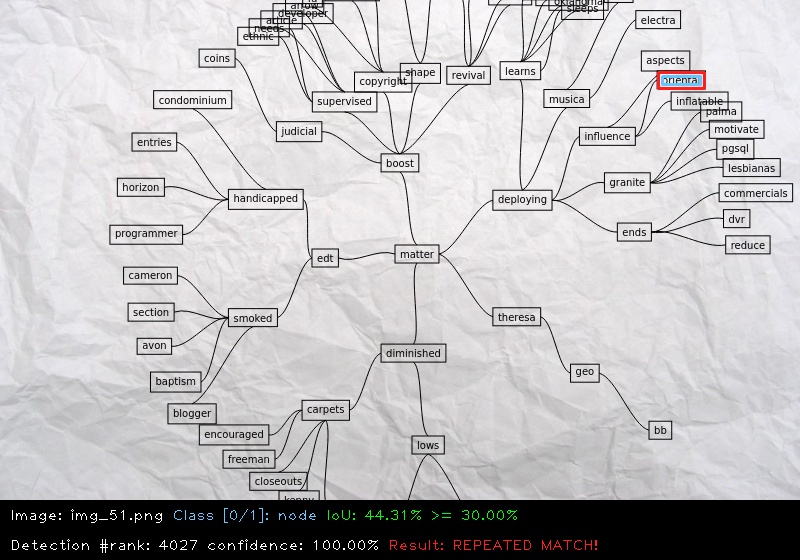 oklahoma
arrow
sleeps
developer
article
electra
needs
ethnic
coins
aspects
copyright
shape
revival
learns
condominium
supervised
musica
inflatable
palma
judicial
influence
motivate
entries
pgsql
boost
lesbianas
horizon
handicapped
deploying
granite
commercials
dvr
programmer
ends
reduce
edt
matter
cameron
section
smoked
theresa
avon
diminished
baptism
geo
blogger
carpets
encouraged
bb
lows
freeman
closeouts
Image: img_51.png Class [0/1]: node IoU: 44.31% >= 30.00%
Detection #rank: 4027 confidence: 100.00% Result: REPEATED MATCH!